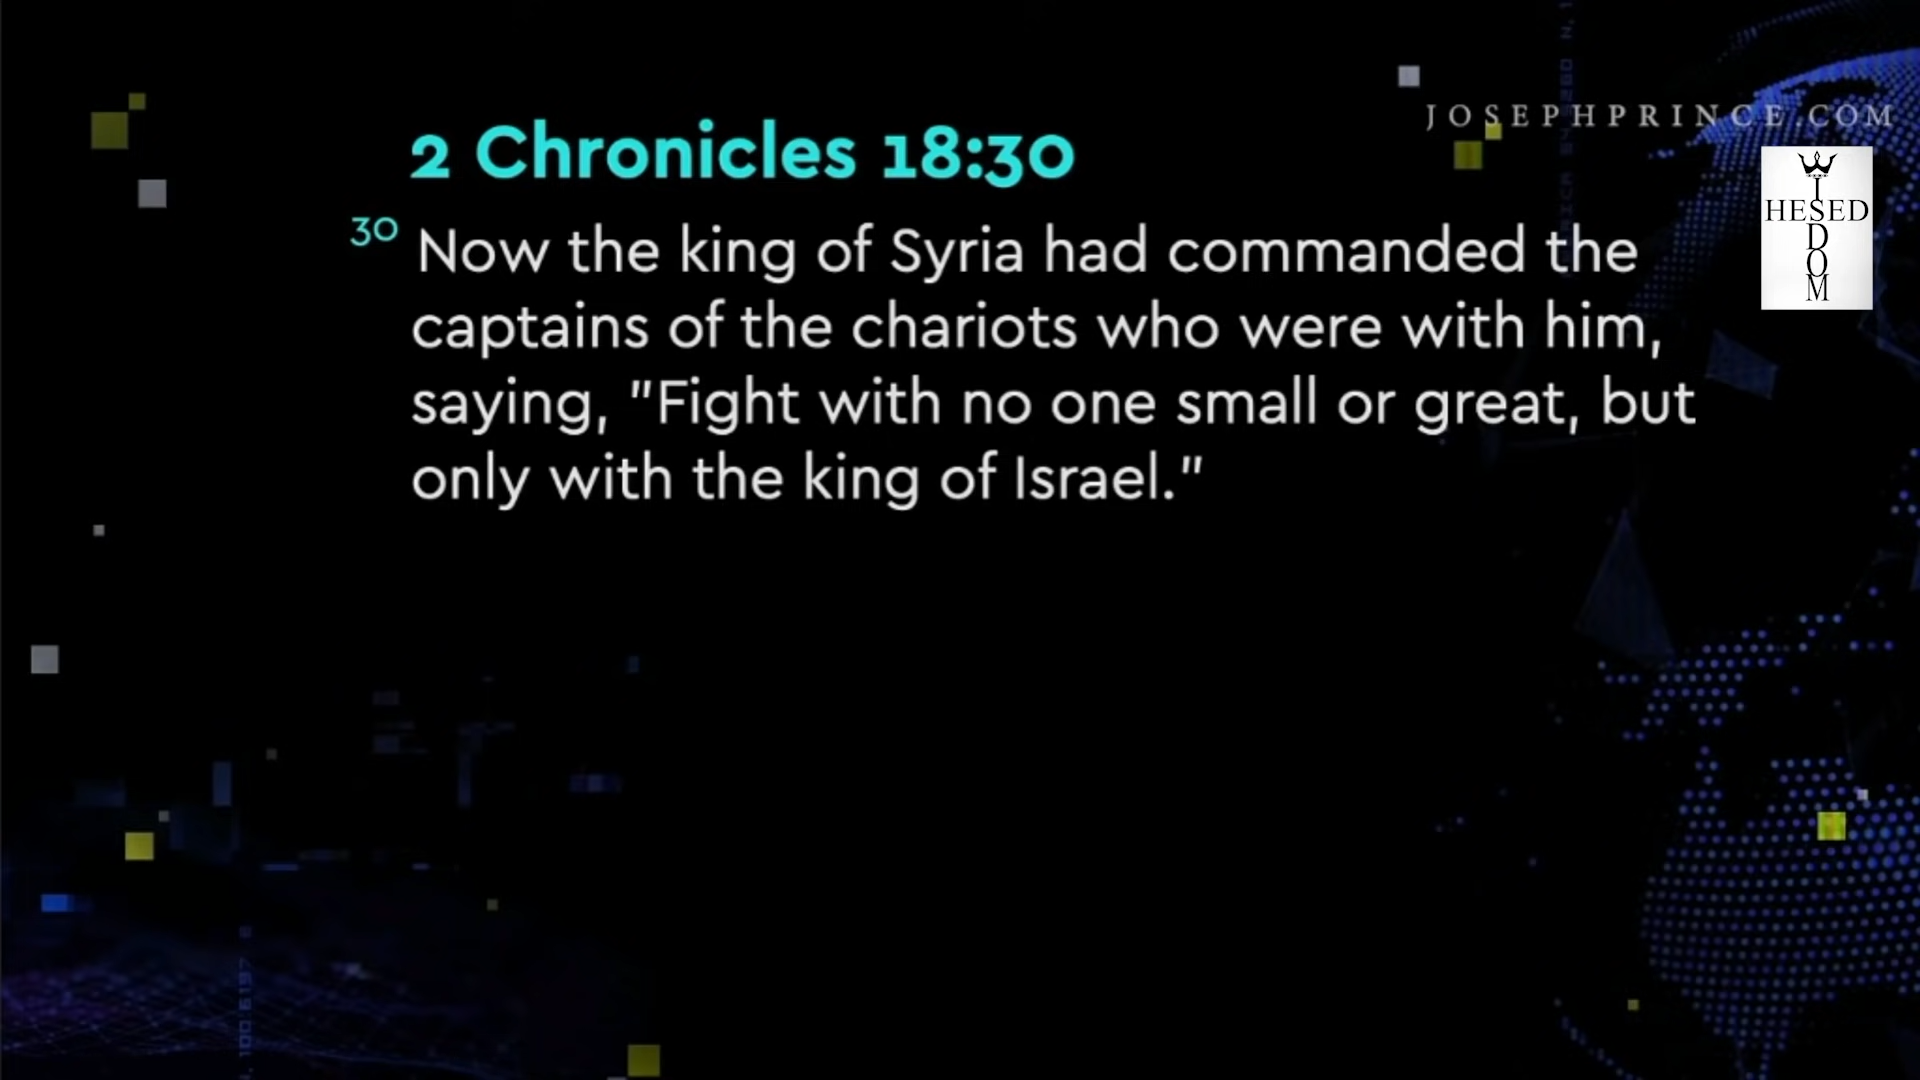 JOSEPHPRINCE.COM
2 Chronicles 18:30
30 Now the king of Syria had commanded the
captains of the chariots who were with him,
saying, "Fight with no one small or great, but
only with the king of Israel."
I
HESED
D
O
M